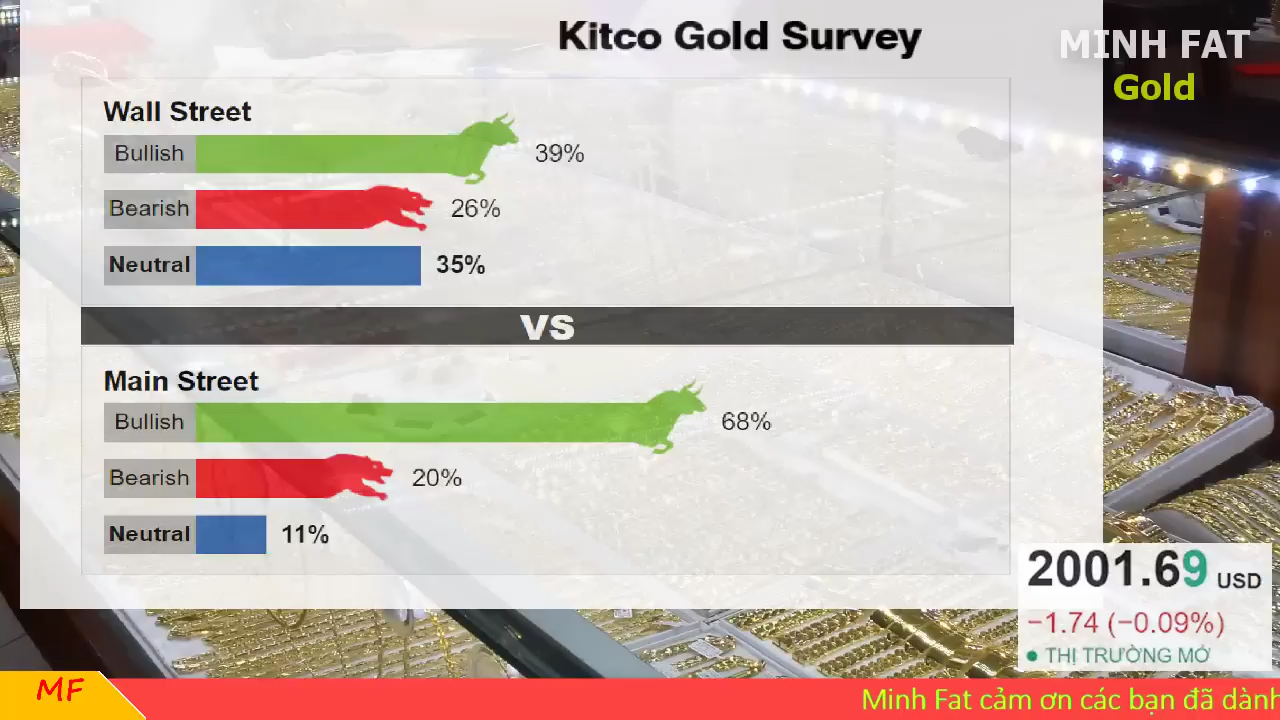 Kitco Gold Survey
MINH FAT
Gold
Wall Street
Bullish 39%
Bearish 26%
Neutral 35%
VS
Main Street
Bullish 68%
Bearish 20%
Neutral 11%
2001.69 USD
−1.74 (−0.09%)
THỊ TRƯỜNG MỞ
MF
Minh Fat cảm ơn các bạn đã dành